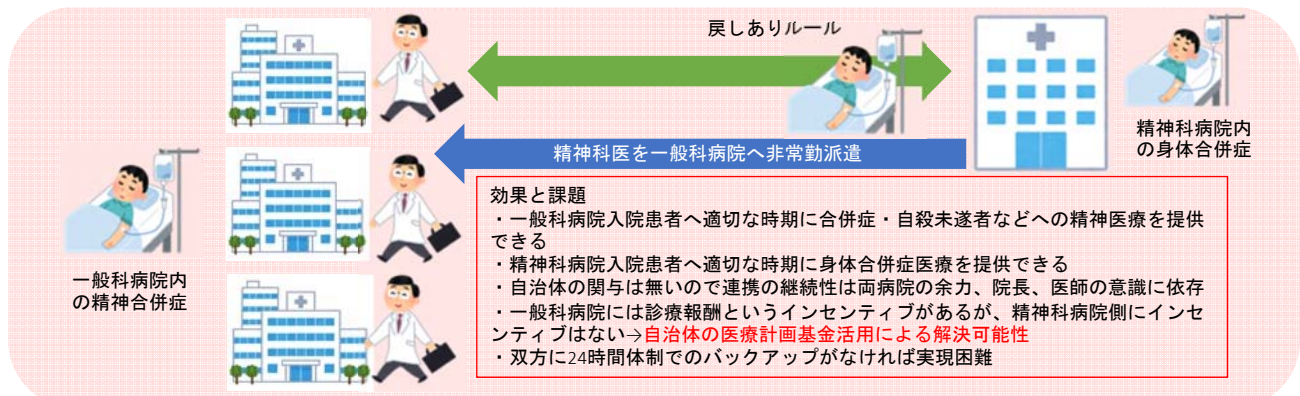 戻しありルール
精神科病院内
の身体合併症
精神科医を一般科病院へ非常勤派遣
一般科病院内
の精神合併症
効果と課題
・一般科病院入院患者へ適切な時期に合併症・自殺未遂者などへの精神医療を提供
できる
・精神科病院入院患者へ適切な時期に身体合併症医療を提供できる
・自治体の関与は無いので連携の継続性は両病院の余力、院長、医師の意識に依存
・一般科病院には診療報酬というインセンティブがあるが、精神科病院側にインセ
ンティブはない→自治体の医療計画基金活用による解決可能性
・双方に24時間体制でのバックアップがなければ実現困難